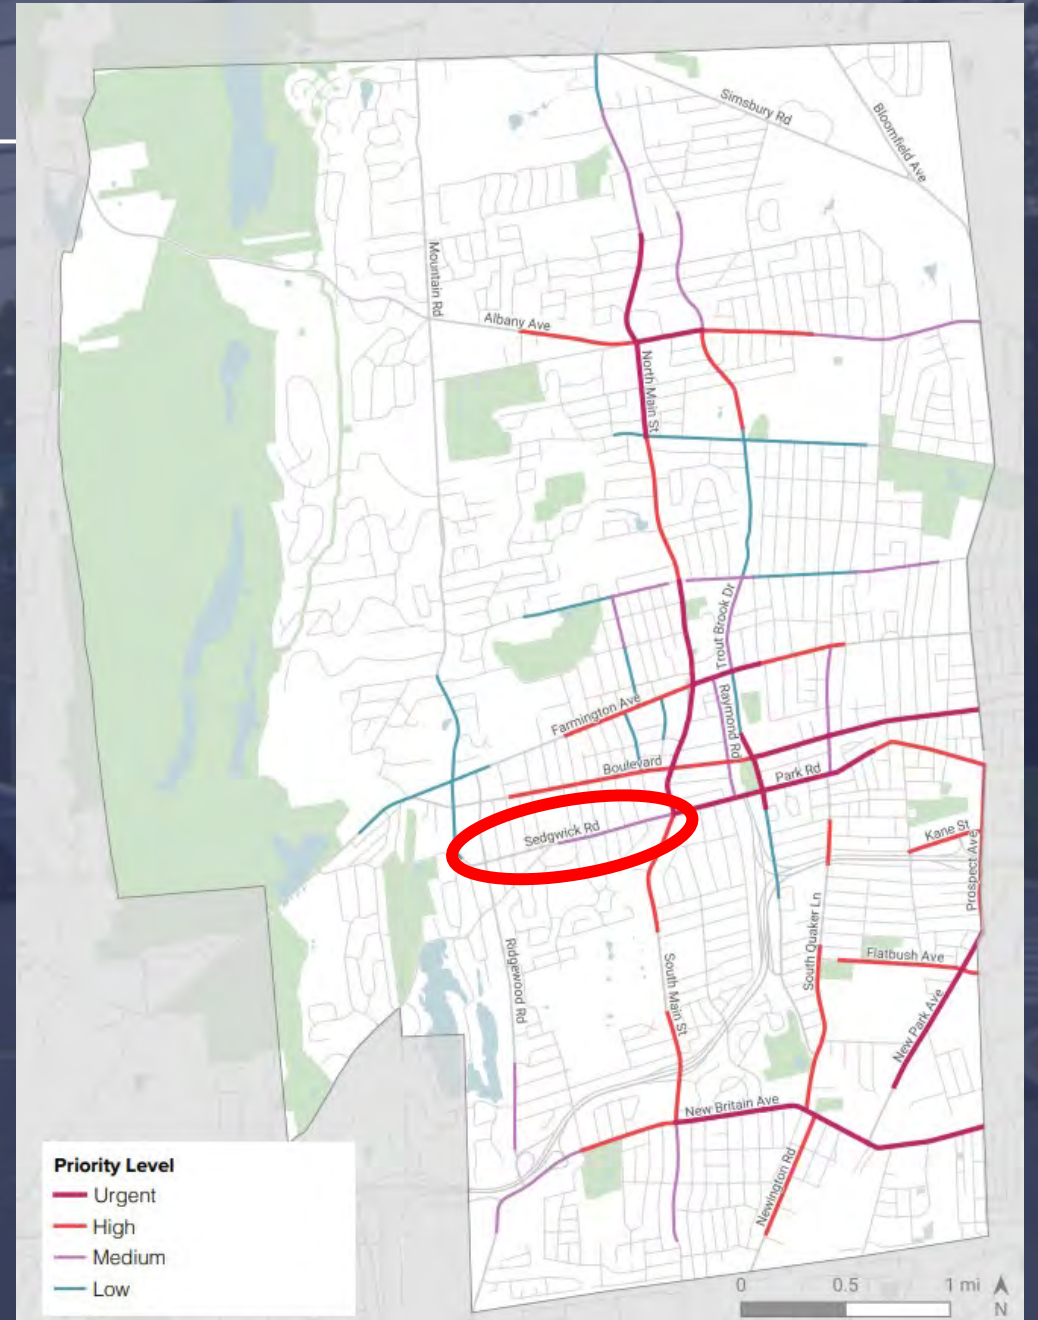 Simsbury Rd
Bloomfield Ave
Mountain Rd
Albany Ave
North Main St
Trout Brook Dr
Farmington Ave
Raymond Rd
Boulevard
Park Rd
Sedgwick Rd
Kane St
Prospect Ave
South Quaker Ln
Flatbush Ave
Ridgewood Rd
South Main St
New Park Ave
New Britain Ave
Newington Rd
Priority Level
Urgent
High
Medium
Low
0 0.5 1 mi
N